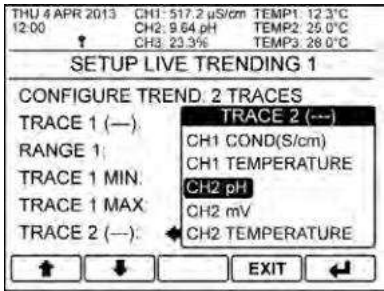 THU 4 APR 2013 CH1: 517.2 µS/cm TEMP1: 12.3°C
12:00 CH2: 9.64 pH TEMP2: 25.0°C
CH3: 23.3% TEMP3: 28.0°C
SETUP LIVE TRENDING 1
CONFIGURE TREND: 2 TRACES
TRACE 1 (---):
RANGE 1:
TRACE 1 MIN:
TRACE 1 MAX:
TRACE 2 (---):
TRACE 2 (---)
CH1 COND(S/cm)
CH1 TEMPERATURE
CH2 pH
CH2 mV
CH2 TEMPERATURE
EXIT